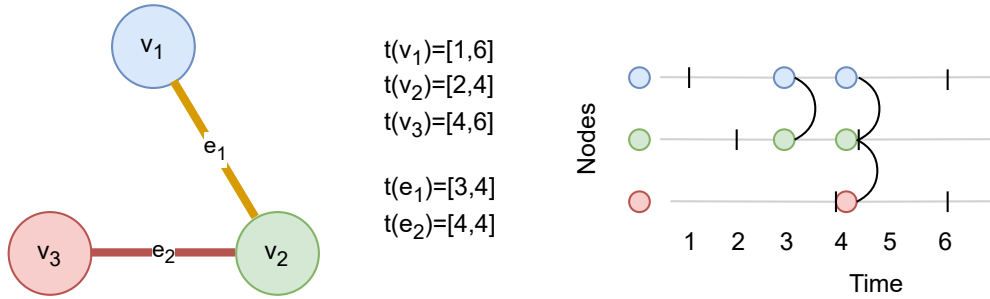 v1
e1
v3
e2
v2
t(v1)=[1,6]
t(v2)=[2,4]
t(v3)=[4,6]
t(e1)=[3,4]
t(e2)=[4,4]
Nodes
1 2 3 4 5 6
Time